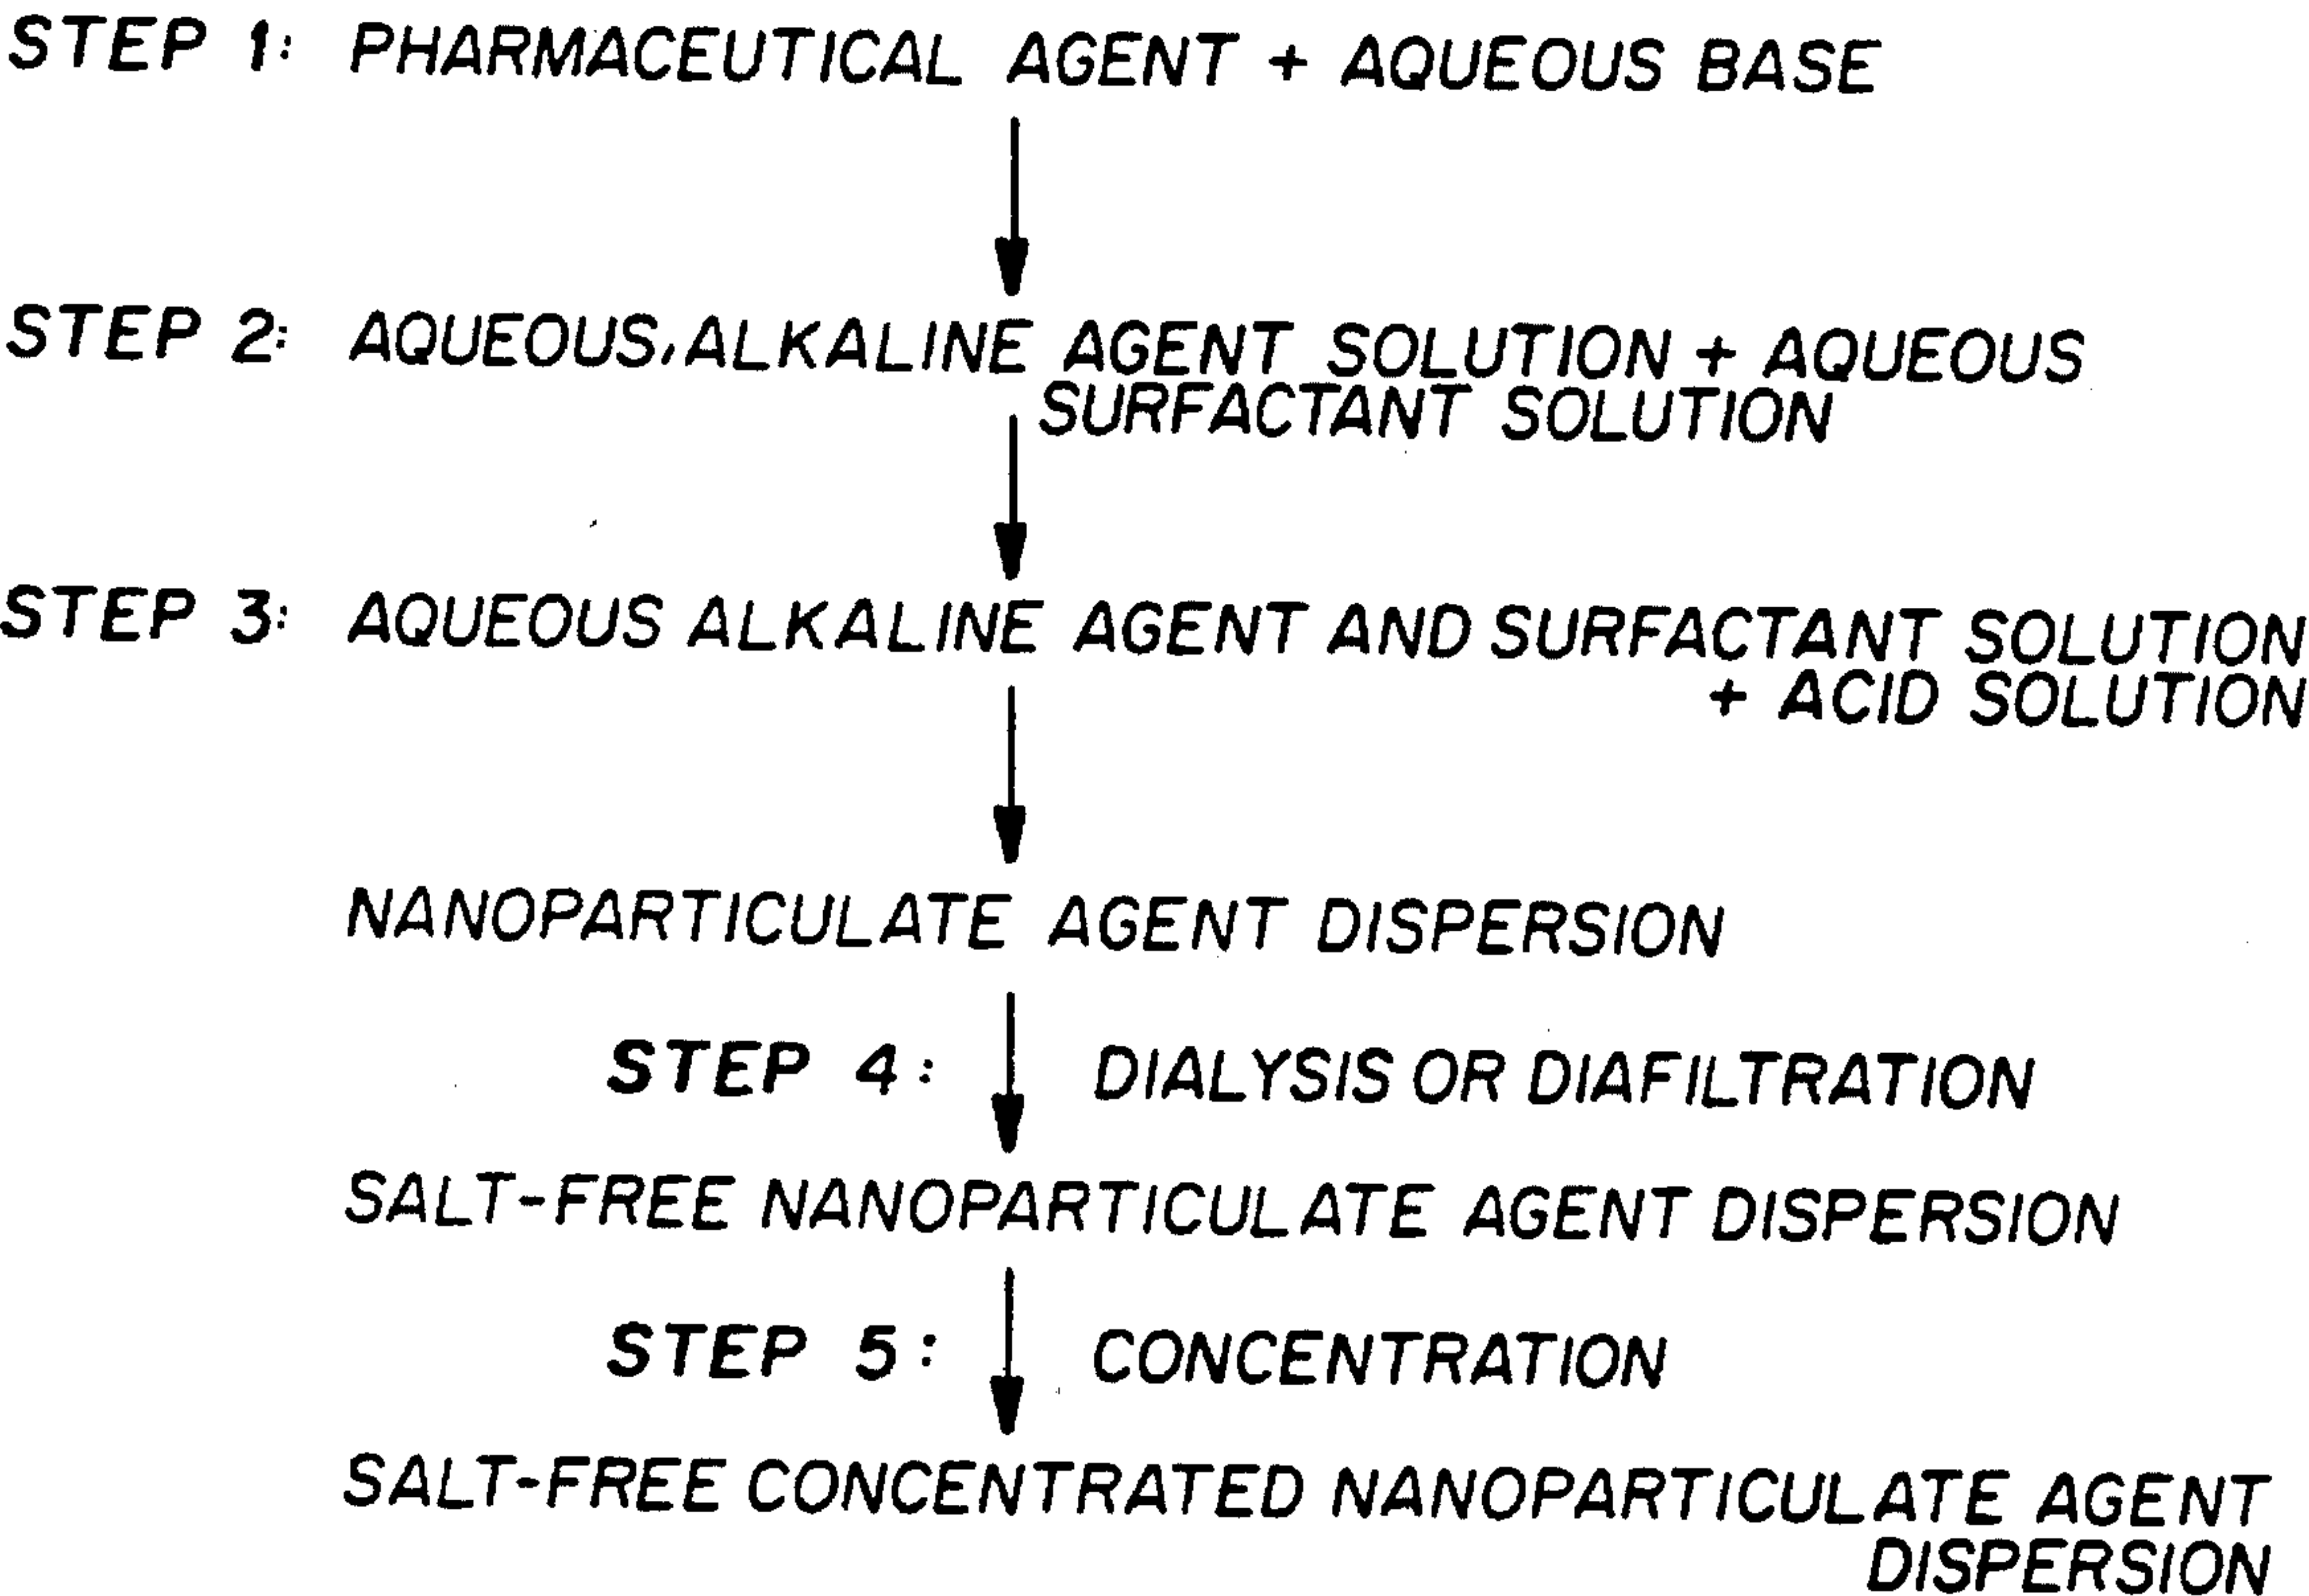 STEP 1: PHARMACEUTICAL AGENT + AQUEOUS BASE
STEP 2: AQUEOUS, ALKALINE AGENT SOLUTION + AQUEOUS
SURFACTANT SOLUTION
STEP 3: AQUEOUS ALKALINE AGENT AND SURFACTANT SOLUTION
+ ACID SOLUTION
NANOPARTICULATE AGENT DISPERSION
STEP 4: DIALYSIS OR DIAFILTRATION
SALT-FREE NANOPARTICULATE AGENT DISPERSION
STEP 5: CONCENTRATION
SALT-FREE CONCENTRATED NANOPARTICULATE AGENT
DISPERSION